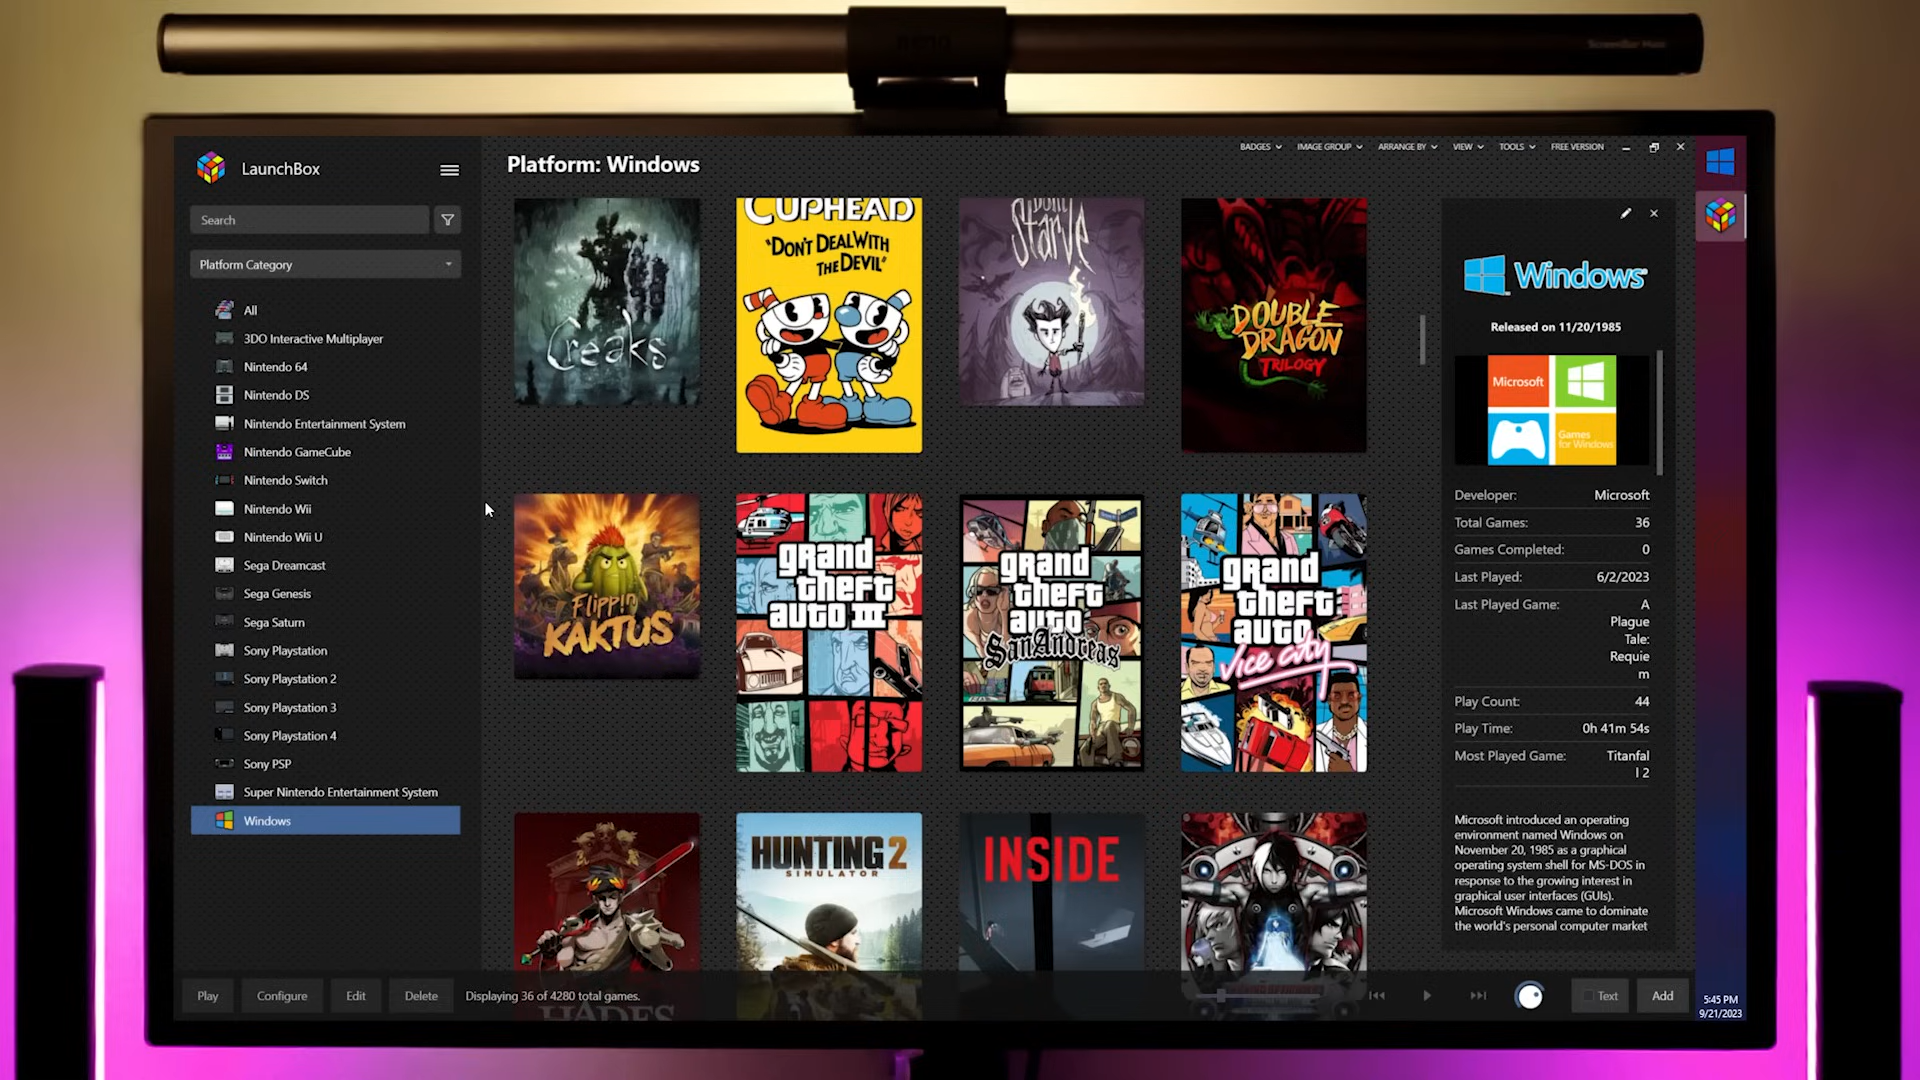 ScreenBar Halo
LaunchBox
Search
Platform Category
All
3DO Interactive Multiplayer
Nintendo 64
Nintendo DS
Nintendo Entertainment System
Nintendo GameCube
Nintendo Switch
Nintendo Wii
Nintendo Wii U
Sega Dreamcast
Sega Genesis
Sega Saturn
Sony Playstation
Sony Playstation 2
Sony Playstation 3
Sony Playstation 4
Sony PSP
Super Nintendo Entertainment System
Windows
Platform: Windows
BADGES IMAGE GROUP ARRANGE BY VIEW TOOLS FREE VERSION
Creaks
CUPHEAD
"DON'T DEAL WITH
THE DEVIL"
Don't
Starve
DOUBLE
DRAGON
TRILOGY
Flippin
KAKTUS
grand
theft
auto III
grand
theft
auto
San Andreas
grand
theft
auto
vice city
HADES
HUNTING 2
SIMULATOR
INSIDE
Windows
Released on 11/20/1985
Microsoft
Games
for Windows
Developer: Microsoft
Total Games: 36
Games Completed: 0
Last Played: 6/2/2023
Last Played Game: A
Plague
Tale:
Requie
m
Play Count: 44
Play Time: 0h 41m 54s
Most Played Game: Titanfal
l 2
Microsoft introduced an operating
environment named Windows on
November 20, 1985 as a graphical
operating system shell for MS-DOS in
response to the growing interest in
graphical user interfaces (GUIs).
Microsoft Windows came to dominate
the world's personal computer market
Play Configure Edit Delete Displaying 36 of 4280 total games.
Text Add
5:45 PM
9/21/2023